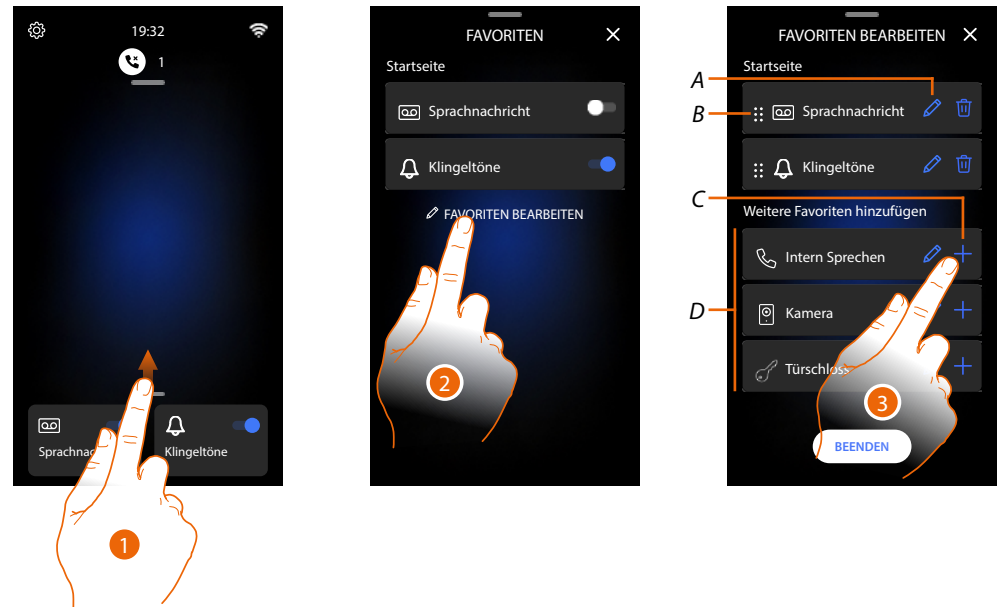 19:32
1
Sprachnac
Klingeltöne
1
FAVORITEN
Startseite
Sprachnachricht
Klingeltöne
FAVORITEN BEARBEITEN
2
FAVORITEN BEARBEITEN
Startseite
A
B
Sprachnachricht
Klingeltöne
C
Weitere Favoriten hinzufügen
Intern Sprechen
D
Kamera
Türschloss
3
BEENDEN